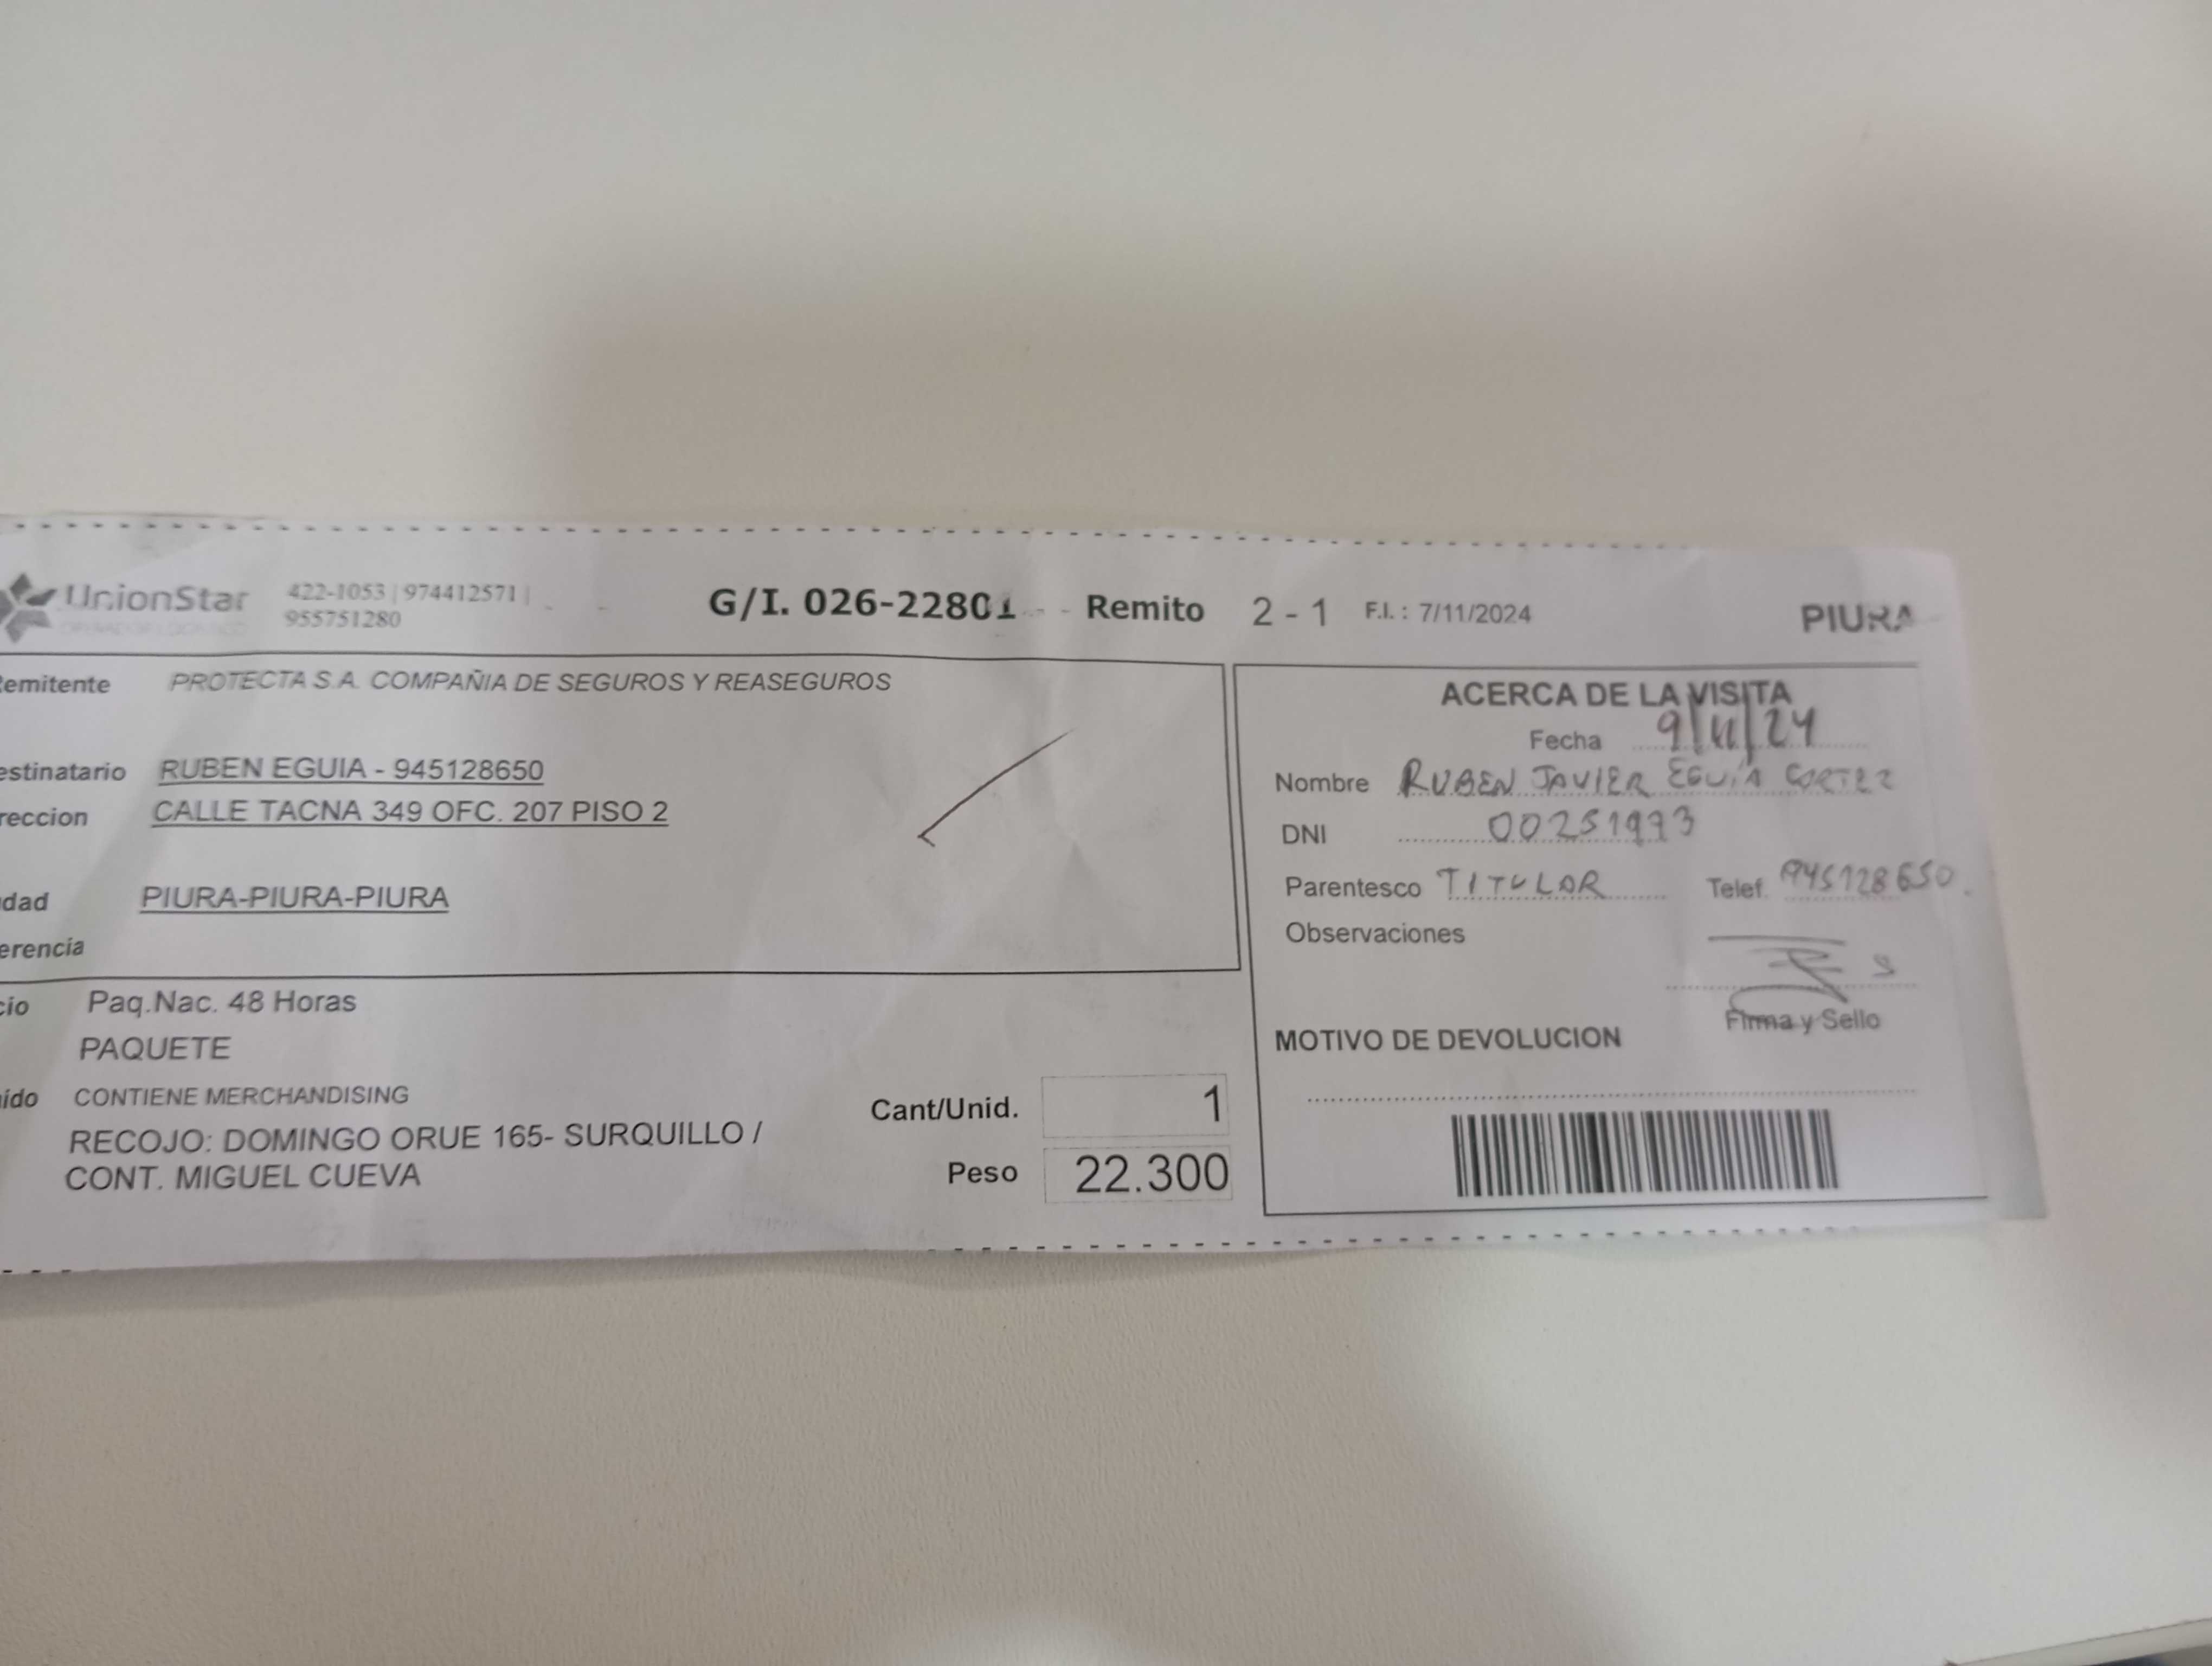 UnionStar
422-1053 | 974412571 |
955751280
G/I. 026-22801 - Remito 2 - 1 F.I. : 7/11/2024 PIURA
emitente PROTECTA S.A. COMPAÑIA DE SEGUROS Y REASEGUROS
estinatario RUBEN EGUIA - 945128650
reccion CALLE TACNA 349 OFC. 207 PISO 2
dad PIURA-PIURA-PIURA
erencia
cio Paq.Nac. 48 Horas
PAQUETE
ido CONTIENE MERCHANDISING
RECOJO: DOMINGO ORUE 165- SURQUILLO /
CONT. MIGUEL CUEVA
Cant/Unid. 1
Peso 22.300
ACERCA DE LA VISITA
Fecha 9/11/24
Nombre RUBEN JAVIER EGUIA CORTEZ
DNI 00251973
Parentesco TITULAR Telef. 945128650.
Observaciones
Firma y Sello
MOTIVO DE DEVOLUCION